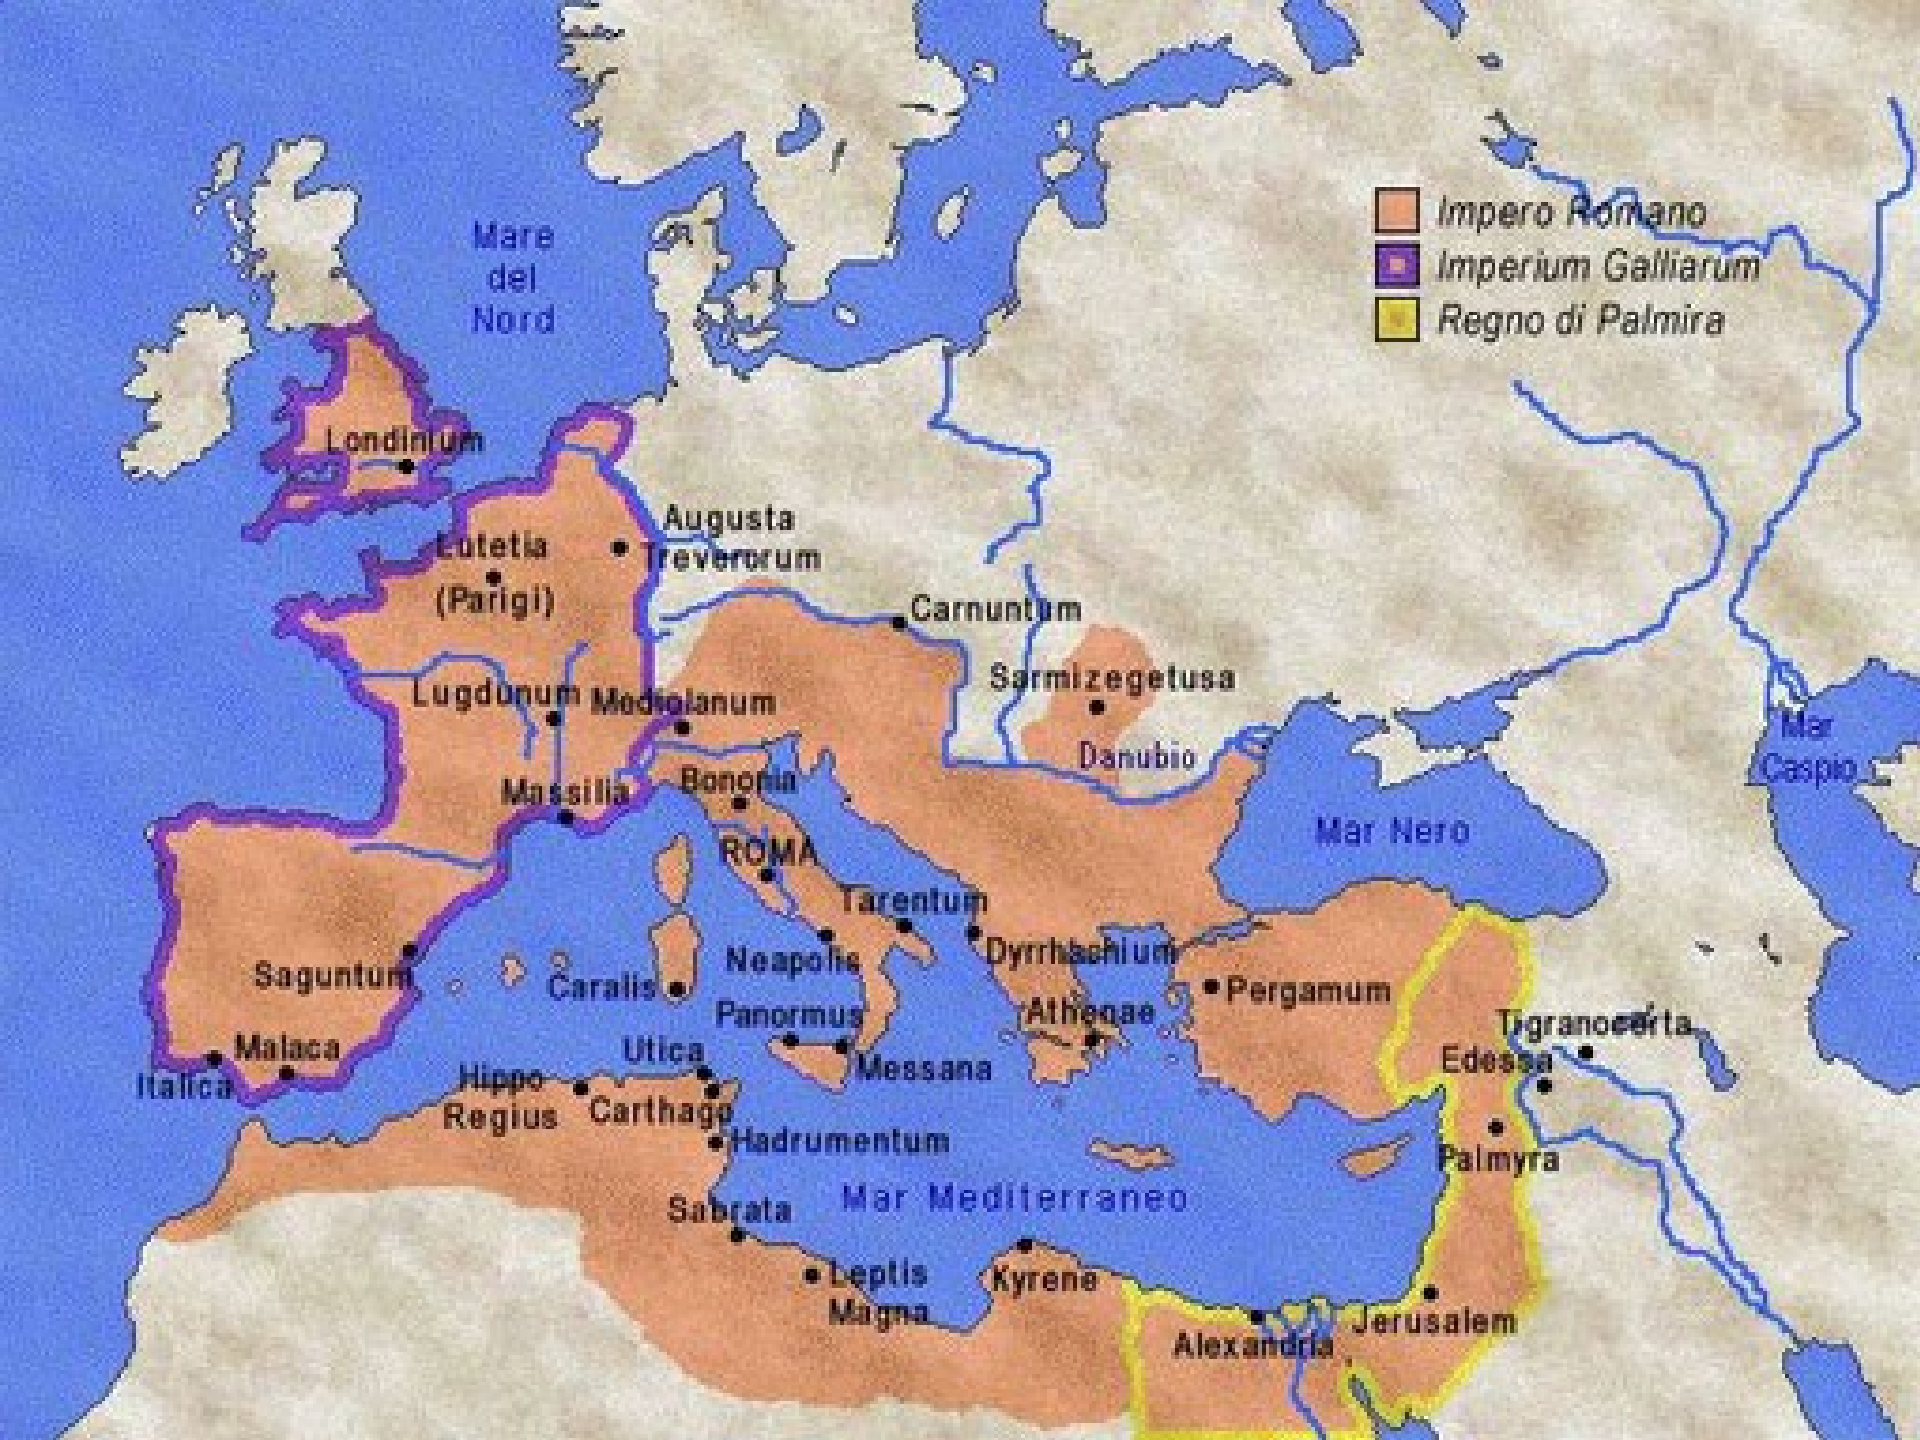 Impero Romano
Imperium Galliarum
Regno di Palmira
Mare
del
Nord
Londinium
Augusta
Treverorum
Lutetia
(Parigi)
Carnuntum
Sarmizegetusa
Lugdunum
Mediolanum
Danubio
Mar
Caspio
Massilia
Bononia
Mar Nero
ROMA
Tarentum
Dyrrhachium
Neapolis
Saguntum
Caralis
Pergamum
Panormus
Athenae
Tigranocerta
Malaca
Utica
Edessa
Italica
Hippo
Regius
Messana
Carthago
Hadrumentum
Palmyra
Mar Mediterraneo
Sabrata
Leptis
Magna
Kyrene
Jerusalem
Alexandria